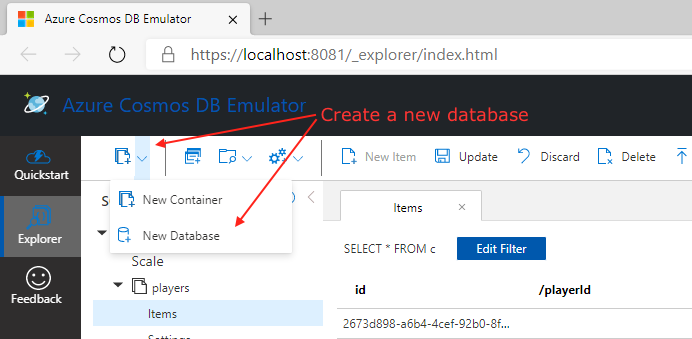 Azure Cosmos DB Emulator
https://localhost:8081/_explorer/index.html
Azure Cosmos DB Emulator
Create a new database
Quickstart
New Item
Update
Discard
Delete
New Container
New Database
Items
Explorer
SELECT * FROM c
Edit Filter
Scale
Feedback
players
id
/playerId
Items
2673d898-a6b4-4cef-92b0-8f...
Settings